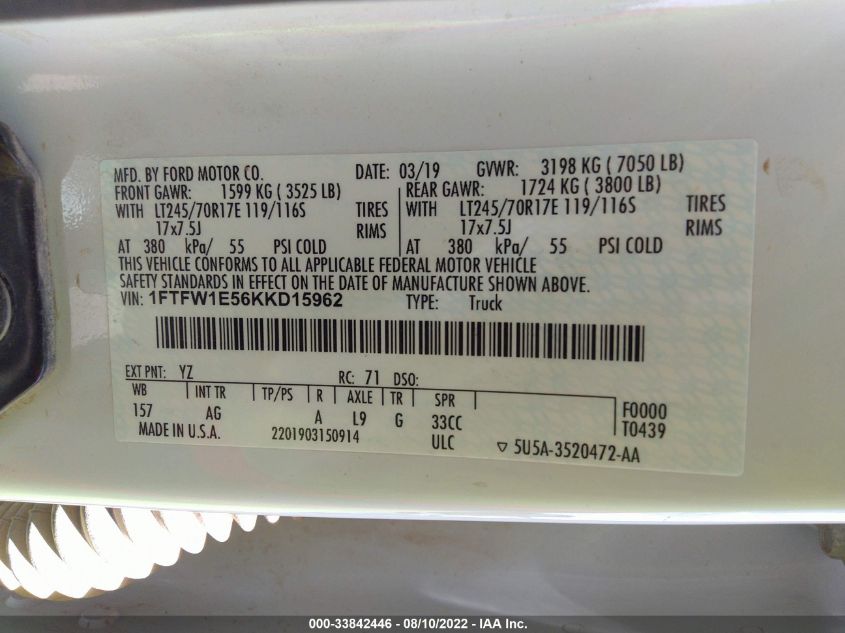 MFD. BY FORD MOTOR CO. DATE: 03/19 GVWR: 3198 KG ( 7050 LB)
FRONT GAWR: 1599 KG ( 3525 LB) REAR GAWR: 1724 KG ( 3800 LB)
WITH LT245/70R17E 119/116S TIRES WITH LT245/70R17E 119/116S TIRES
17x7.5J RIMS 17x7.5J RIMS
AT 380 kPa/ 55 PSI COLD AT 380 kPa/ 55 PSI COLD
THIS VEHICLE CONFORMS TO ALL APPLICABLE FEDERAL MOTOR VEHICLE
SAFETY STANDARDS IN EFFECT ON THE DATE OF MANUFACTURE SHOWN ABOVE.
VIN: 1FTFW1E56KKD15962 TYPE: Truck
EXT PNT: YZ RC: 71 DSO:
WB INT TR TP/PS R AXLE TR SPR
157 AG A L9 G 33CC F0000
MADE IN U.S.A. 2201903150914 ULC T0439
▽ 5U5A-3520472-AA
000-33842446 - 08/10/2022 - IAA Inc.